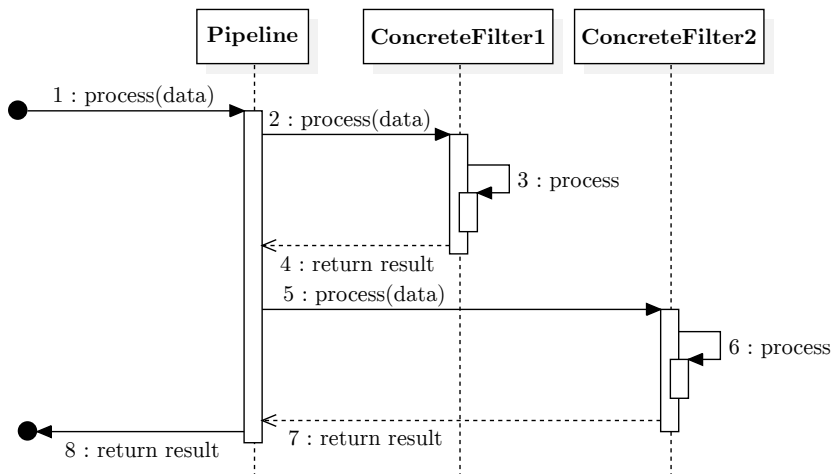 Pipeline
ConcreteFilter1
ConcreteFilter2
1 : process(data)
2 : process(data)
3 : process
4 : return result
5 : process(data)
6 : process
7 : return result
8 : return result